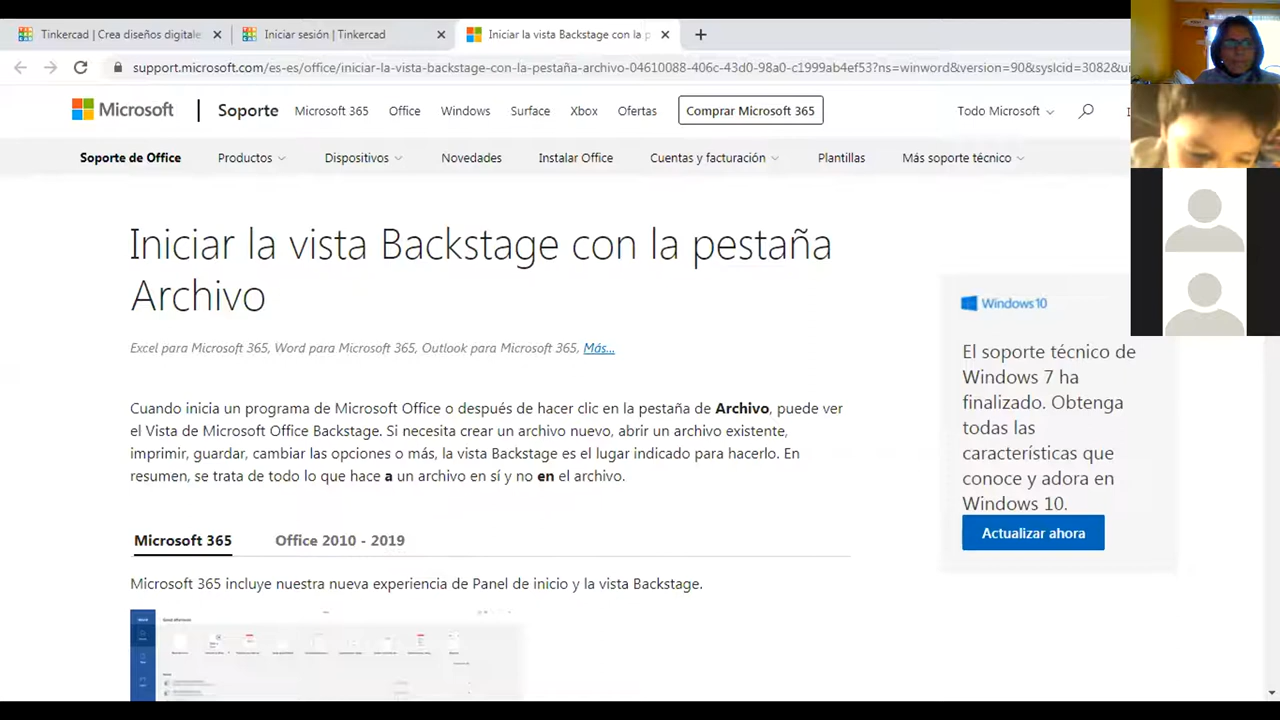 Tinkercad | Crea diseños digitale
Iniciar sesión | Tinkercad
Iniciar la vista Backstage con la p
support.microsoft.com/es-es/office/iniciar-la-vista-backstage-con-la-pestaña-archivo-04610088-406c-43d0-98a0-c1999ab4ef53?ns=winword&version=90&syslcid=3082&ui
Microsoft Soporte Microsoft 365 Office Windows Surface Xbox Ofertas Comprar Microsoft 365 Todo Microsoft
Soporte de Office Productos Dispositivos Novedades Instalar Office Cuentas y facturación Plantillas Más soporte técnico
Iniciar la vista Backstage con la pestaña
Archivo
Excel para Microsoft 365, Word para Microsoft 365, Outlook para Microsoft 365, Más...
Cuando inicia un programa de Microsoft Office o después de hacer clic en la pestaña de Archivo, puede ver
el Vista de Microsoft Office Backstage. Si necesita crear un archivo nuevo, abrir un archivo existente,
imprimir, guardar, cambiar las opciones o más, la vista Backstage es el lugar indicado para hacerlo. En
resumen, se trata de todo lo que hace a un archivo en sí y no en el archivo.
Microsoft 365 Office 2010 - 2019
Microsoft 365 incluye nuestra nueva experiencia de Panel de inicio y la vista Backstage.
Windows10
El soporte técnico de
Windows 7 ha
finalizado. Obtenga
todas las
características que
conoce y adora en
Windows 10.
Actualizar ahora